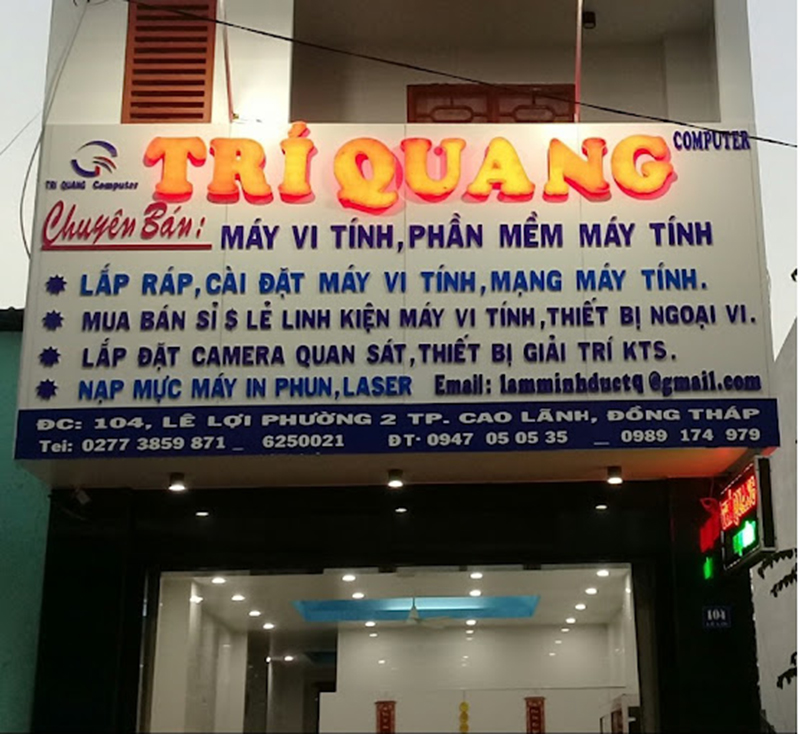 TRÍ QUANG
COMPUTER
TRI QUANG Computer
Chuyên Bán:
MÁY VI TÍNH,PHẦN MỀM MÁY TÍNH
LẮP RÁP,CÀI ĐẶT MÁY VI TÍNH,MẠNG MÁY TÍNH.
MUA BÁN SỈ $ LẺ LINH KIỆN MÁY VI TÍNH,THIẾT BỊ NGOẠI VI.
LẮP ĐẶT CAMERA QUAN SÁT,THIẾT BỊ GIẢI TRÍ KTS.
NẠP MỰC MÁY IN PHUN,LASER Email: lamminhductq@gmail.com
ĐC: 104, LÊ LỢI PHƯỜNG 2 TP. CAO LÃNH, ĐỒNG THÁP
Tel: 0277 3859 871 _ 6250021 ĐT: 0947 05 05 35 _ 0989 174 979
TRÍ QUANG
104